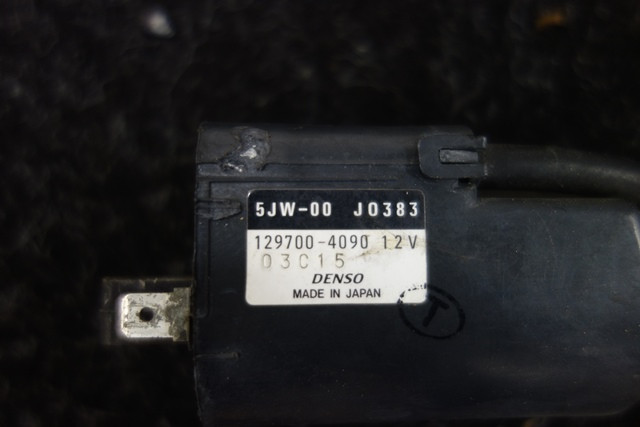 5JW-00 J0383
129700-4090 12V
03C15
DENSO
MADE IN JAPAN
T